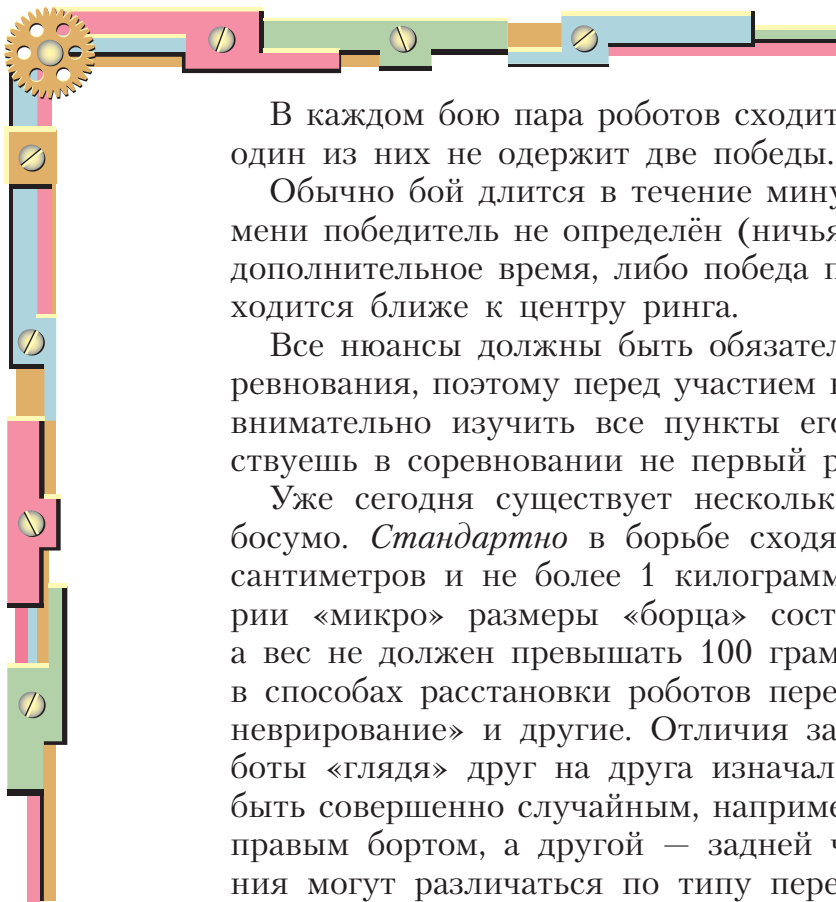 В каждом бою пара роботов сходит
один из них не одержит две победы.
Обычно бой длится в течение мину
мени победитель не определён (ничья
дополнительное время, либо победа п
ходится ближе к центру ринга.
Все нюансы должны быть обязател
ревнования, поэтому перед участием в
внимательно изучить все пункты его
ствуешь в соревновании не первый р
Уже сегодня существует нескольк
босумо. Стандартно в борьбе сходя
сантиметров и не более 1 килограмм
рии «микро» размеры «борца» сост
а вес не должен превышать 100 грам
в способах расстановки роботов пере
неврирование» и другие. Отличия за
боты «глядя» друг на друга изначал
быть совершенно случайным, наприме
правым бортом, а другой — задней ч
ния могут различаться по типу пере